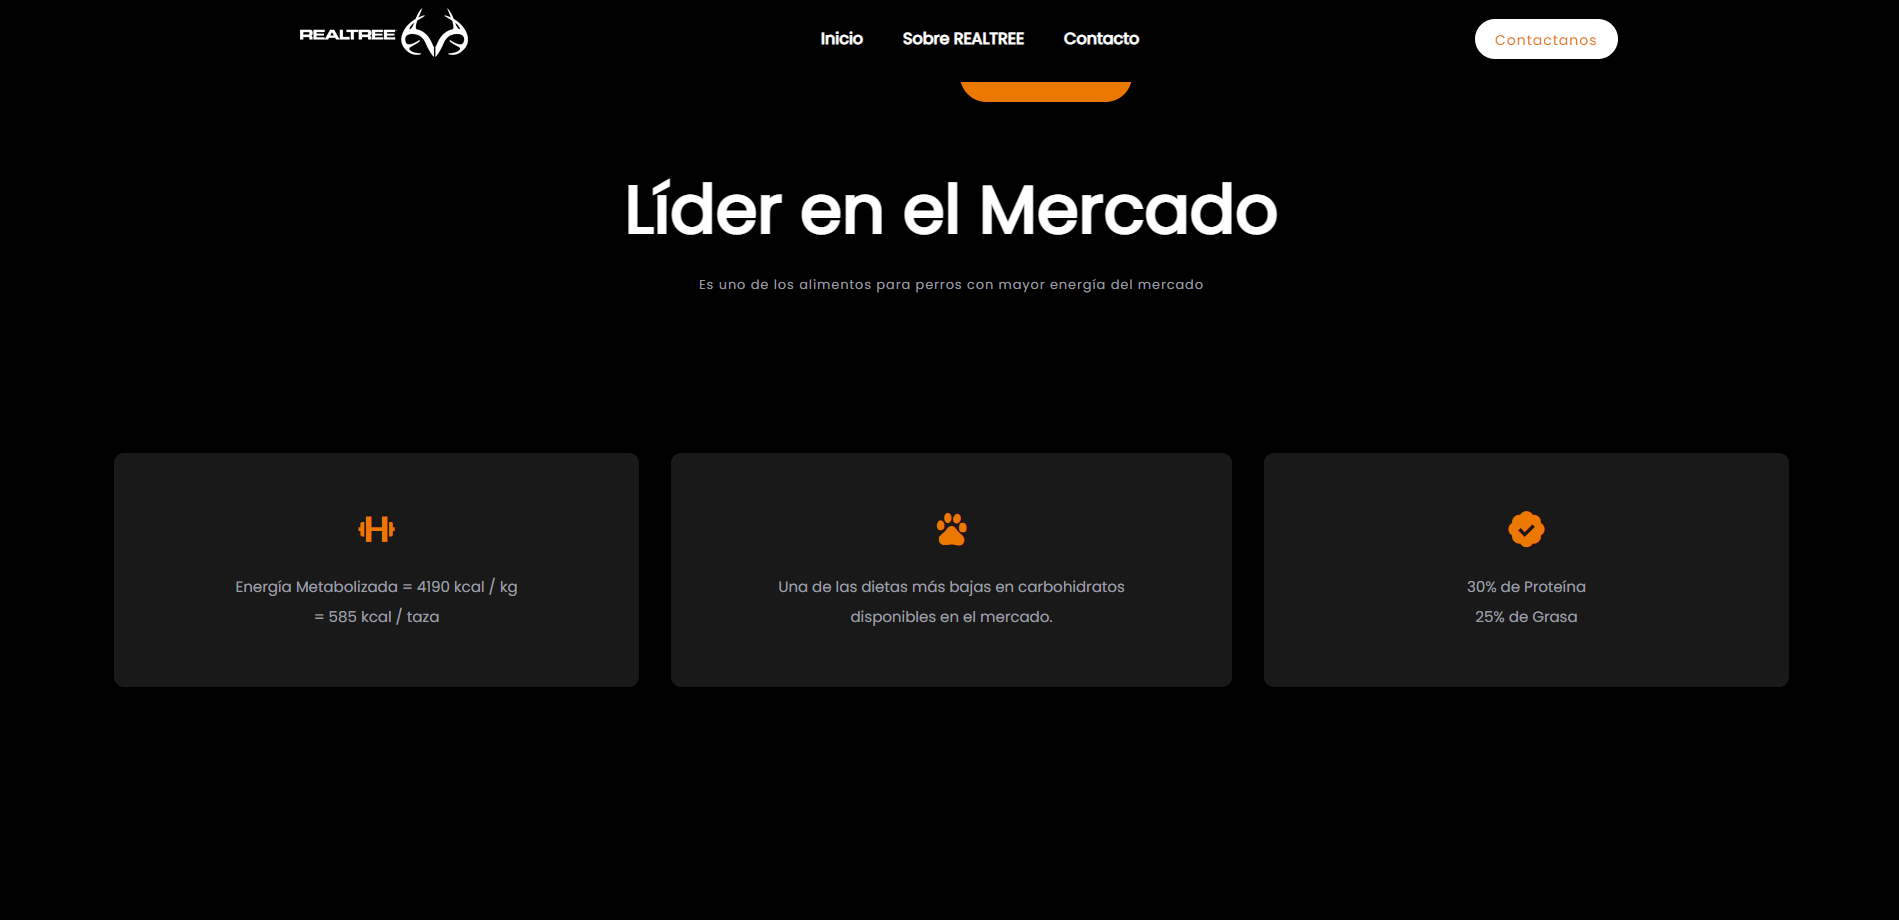 REALTREE
Inicio
Sobre REALTREE
Contacto
Contactanos
Líder en el Mercado
Es uno de los alimentos para perros con mayor energía del mercado
Energía Metabolizada = 4190 kcal / kg
= 585 kcal / taza
Una de las dietas más bajas en carbohidratos
disponibles en el mercado.
30% de Proteína
25% de Grasa